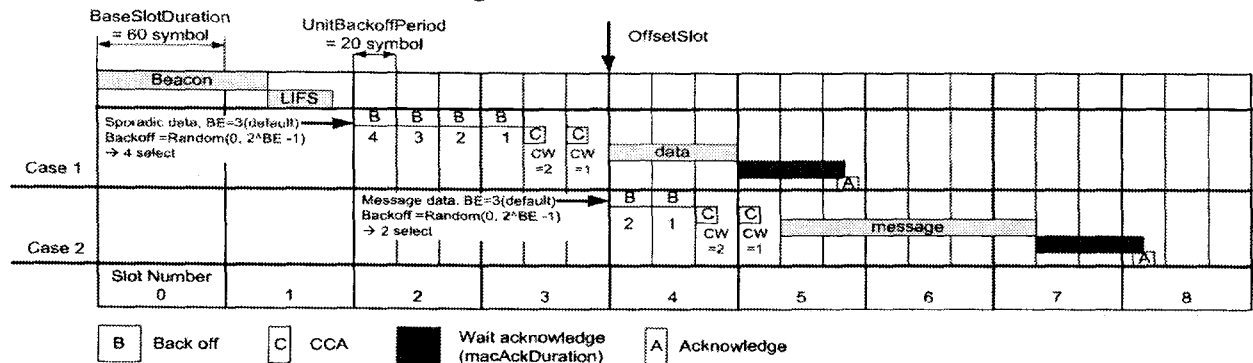 BaseSlotDuration
= 60 symbol
UnitBackoffPeriod
= 20 symbol
OffsetSlot
Beacon
LIFS
Sporadic data, BE=3(default)
Backoff =Random(0, 2^BE -1)
→ 4 select
B B B B
4 3 2 1
C C
CW CW
=2 =1
data
A
Case 1
Message data. BE=3(default)
Backoff =Random(0, 2^BE -1)
→ 2 select
B B
2 1
C C
CW CW
=2 =1
message
A
Case 2
Slot Number
0 1 2 3 4 5 6 7 8
B Back off
C CCA
Wait acknowledge
(macAckDuration)
A Acknowledge